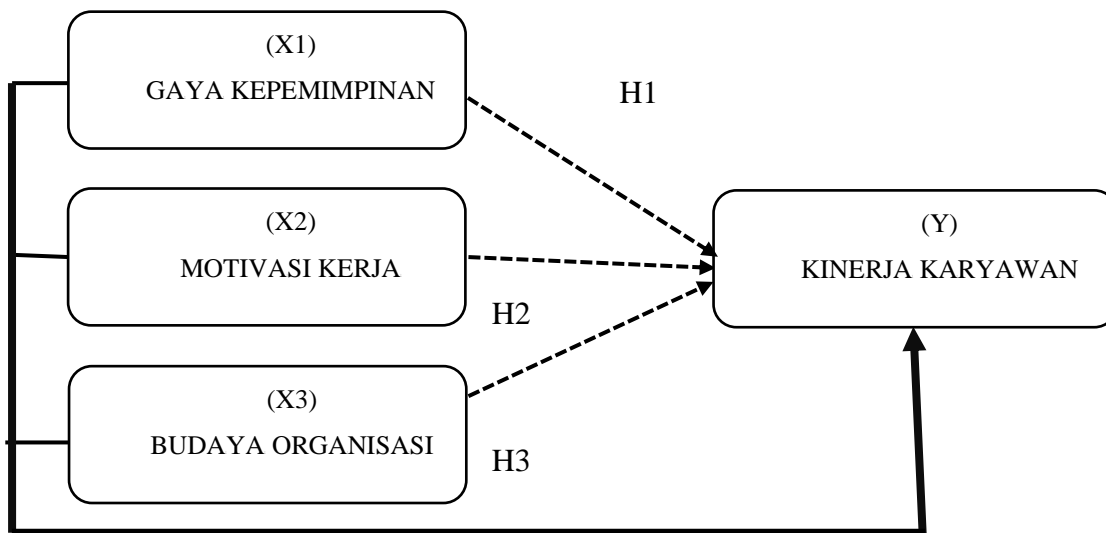 (X1)
GAYA KEPEMIMPINAN
H1
(X2)
MOTIVASI KERJA
H2
(Y)
KINERJA KARYAWAN
(X3)
BUDAYA ORGANISASI
H3